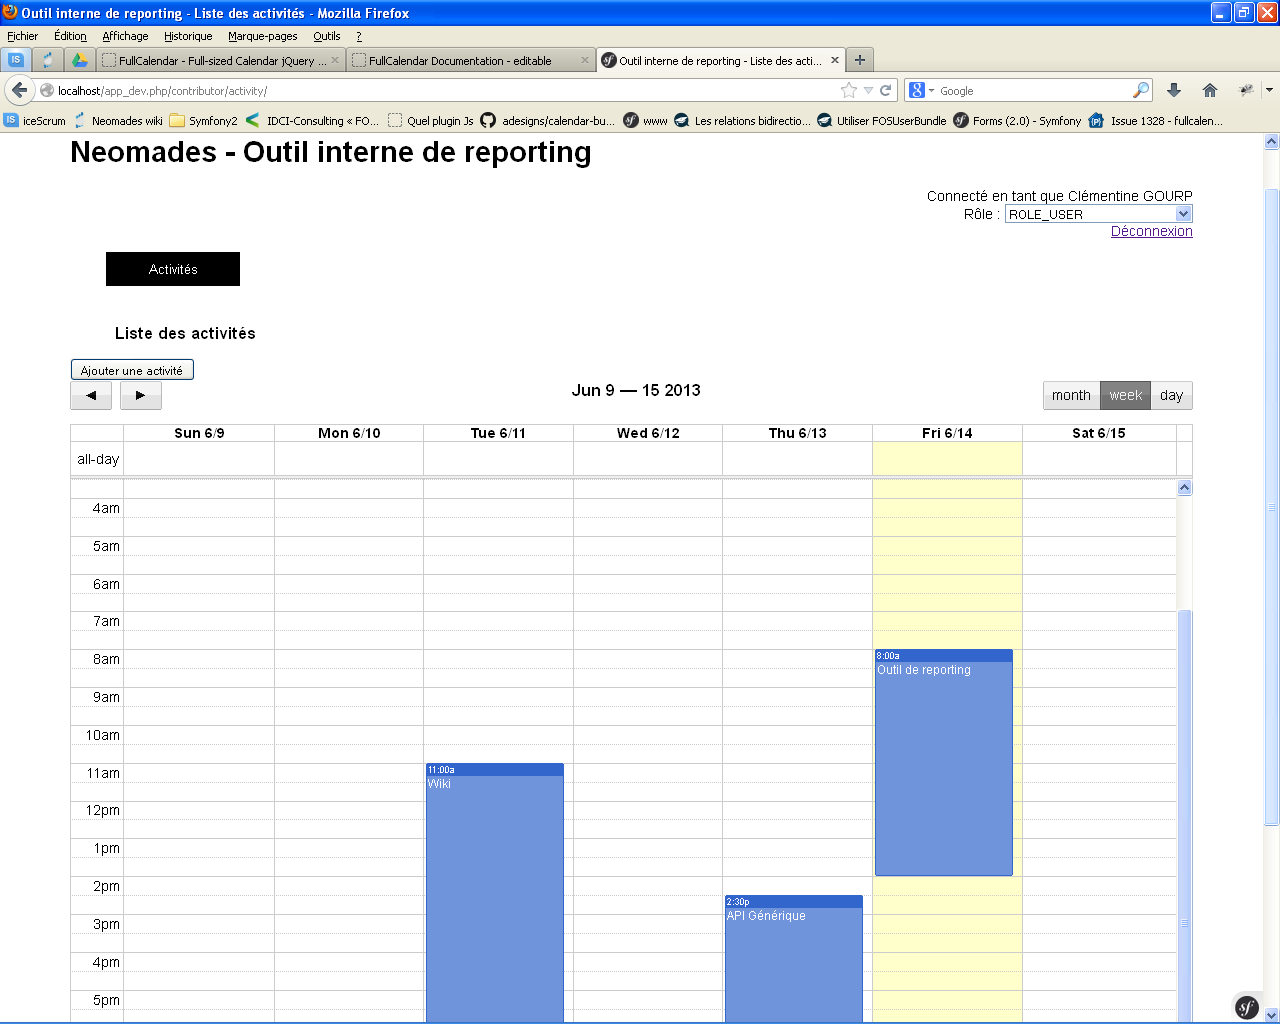 Outil interne de reporting - Liste des activités - Mozilla Firefox
Fichier Édition Affichage Historique Marque-pages Outils ?
IS FullCalendar - Full-sized Calendar jQuery ... FullCalendar Documentation - editable Outil interne de reporting - Liste des acti...
localhost/app_dev.php/contributor/activity/ Google
IS iceScrum Neomades wiki Symfony2 IDCI-Consulting « FO... Quel plugin Js adesigns/calendar-bu... www Les relations bidirectio... Utiliser FOSUserBundle Forms (2.0) - Symfony Issue 1328 - fullcalen...
Neomades - Outil interne de reporting
Connecté en tant que Clémentine GOURP
Rôle : ROLE_USER
Déconnexion
Activités
Liste des activités
Ajouter une activité
◄ ► Jun 9 — 15 2013 month week day
Sun 6/9 Mon 6/10 Tue 6/11 Wed 6/12 Thu 6/13 Fri 6/14 Sat 6/15
all-day
4am
5am
6am
7am
8am 8:00a
Outil de reporting
9am
10am
11am 11:00a
Wiki
12pm
1pm
2pm
2:30p
API Générique
3pm
4pm
5pm
sf